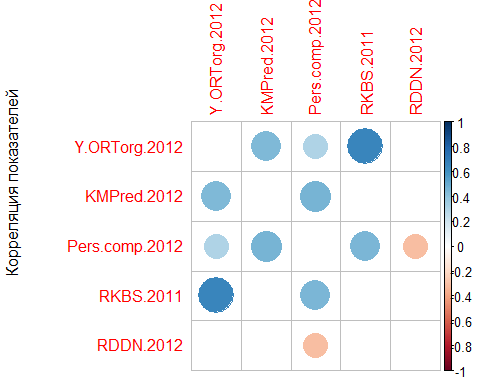 Y.ORTorg.2012
KMPred.2012
Pers.comp.2012
RKBS.2011
RDDN.2012
Корреляция показателей
Y.ORTorg.2012
KMPred.2012
Pers.comp.2012
RKBS.2011
RDDN.2012
1
0.8
0.6
0.4
0.2
0
-0.2
-0.4
-0.6
-0.8
-1